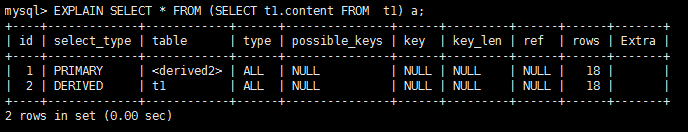 mysql> EXPLAIN SELECT * FROM (SELECT t1.content FROM  t1) a;
+----+-------------+------------+------+---------------+------+---------+------+------+-------+
| id | select_type | table      | type | possible_keys | key  | key_len | ref  | rows | Extra |
+----+-------------+------------+------+---------------+------+---------+------+------+-------+
|  1 | PRIMARY     | <derived2> | ALL  | NULL          | NULL | NULL    | NULL |   18 |       |
|  2 | DERIVED     | t1         | ALL  | NULL          | NULL | NULL    | NULL |   18 |       |
+----+-------------+------------+------+---------------+------+---------+------+------+-------+
2 rows in set (0.00 sec)